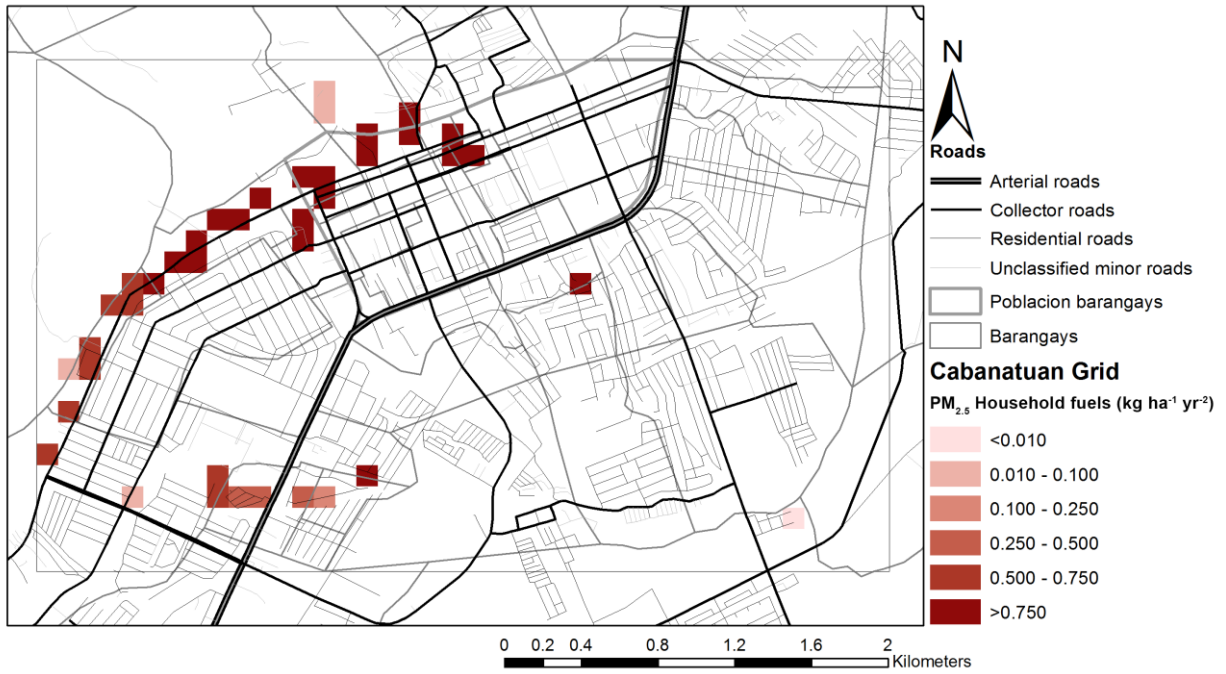 N
Roads
Arterial roads
Collector roads
Residential roads
Unclassified minor roads
Poblacion barangays
Barangays
Cabanatuan Grid
PM2.5 Household fuels (kg ha-1 yr-2)
<0.010
0.010 - 0.100
0.100 - 0.250
0.250 - 0.500
0.500 - 0.750
>0.750
0 0.2 0.4 0.8 1.2 1.6 2
Kilometers